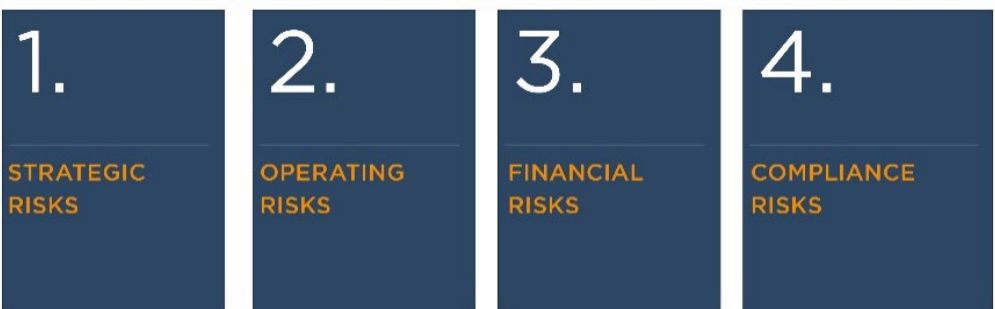 1.
STRATEGIC
RISKS
2.
OPERATING
RISKS
3.
FINANCIAL
RISKS
4.
COMPLIANCE
RISKS